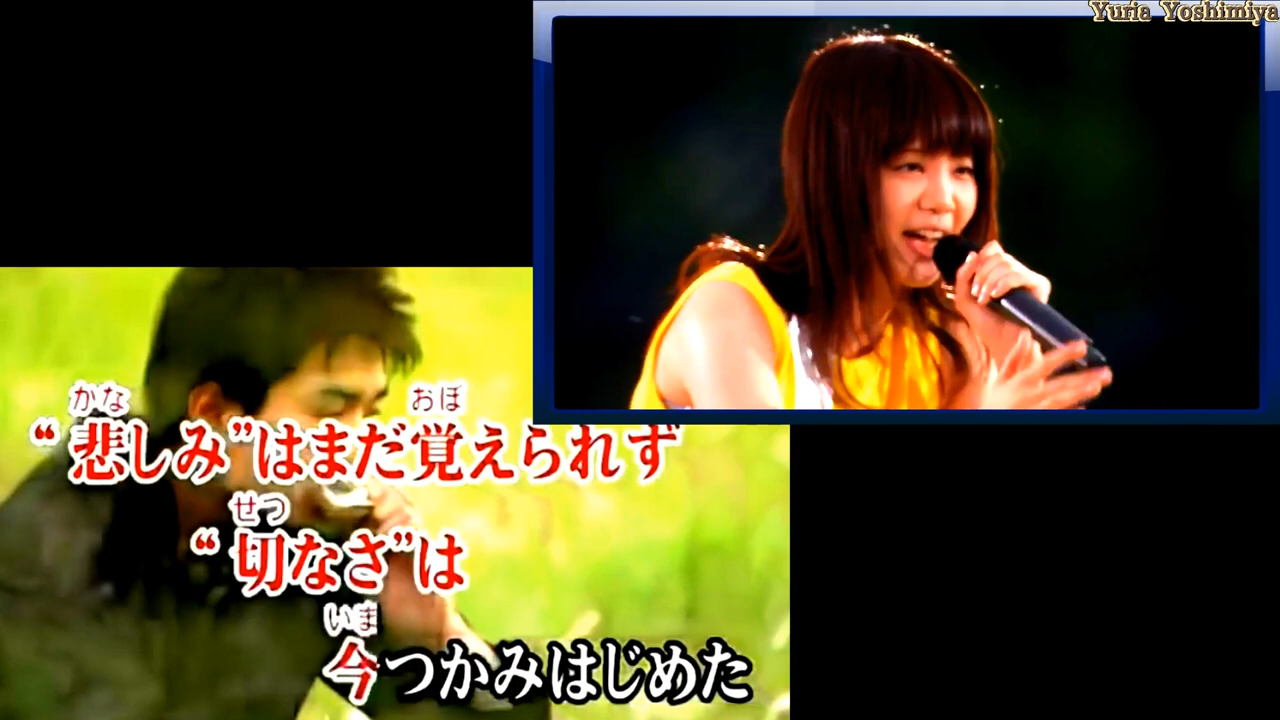 Yuria Yoshimiya
かな おぼ
“悲しみ”はまだ覚えられず
せつ
“切なさ”は
いま
今つかみはじめた